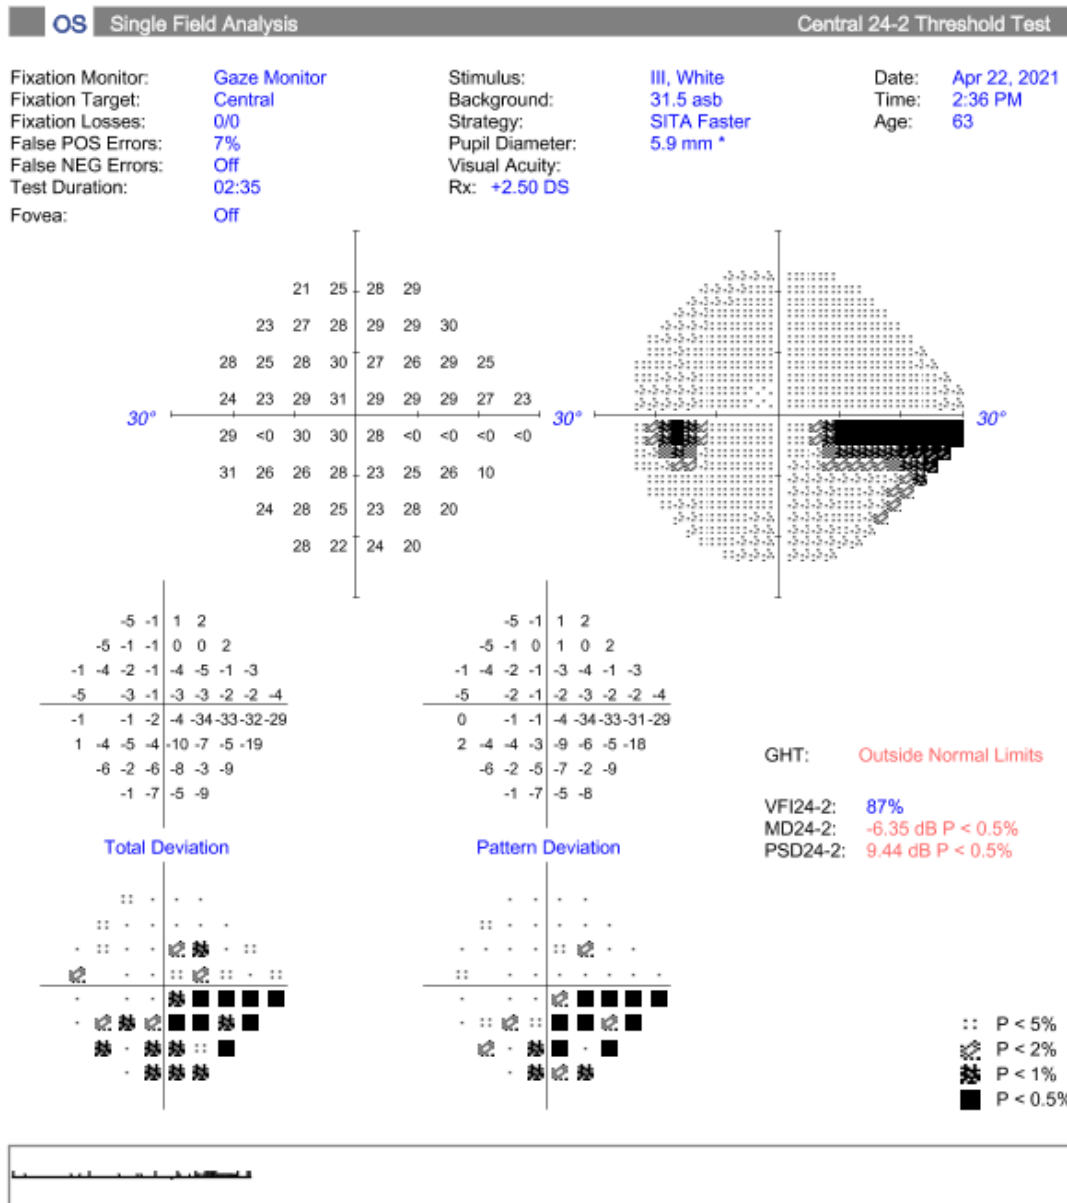 OS Single Field Analysis Central 24-2 Threshold Test
Fixation Monitor: Gaze Monitor Stimulus: III, White Date: Apr 22, 2021
Fixation Target: Central Background: 31.5 asb Time: 2:36 PM
Fixation Losses: 0/0 Strategy: SITA Faster Age: 63
False POS Errors: 7% Pupil Diameter: 5.9 mm *
False NEG Errors: Off Visual Acuity:
Test Duration: 02:35 Rx: +2.50 DS
Fovea: Off
21 25 28 29
23 27 28 29 29 30
28 25 28 30 27 26 29 25
24 23 29 31 29 29 29 27 23
30° 30° 30°
29 <0 30 30 28 <0 <0 <0 <0
31 26 26 28 23 25 26 10
24 28 25 23 28 20
28 22 24 20
-5 -1 1 2 -5 -1 1 2
-5 -1 -1 0 0 2 -5 -1 0 1 0 2
-1 -4 -2 -1 -4 -5 -1 -3 -1 -4 -2 -1 -3 -4 -1 -3
-5 -3 -1 -3 -3 -2 -2 -4 -5 -2 -1 -2 -3 -2 -2 -4
-1 -1 -2 -4 -34 -33 -32 -29 0 -1 -1 -4 -34 -33 -31 -29
1 -4 -5 -4 -10 -7 -5 -19 2 -4 -4 -3 -9 -6 -5 -18
-6 -2 -6 -8 -3 -9 -6 -2 -5 -7 -2 -9
-1 -7 -5 -9 -1 -7 -5 -8
GHT: Outside Normal Limits
VFI24-2: 87%
MD24-2: -6.35 dB P < 0.5%
PSD24-2: 9.44 dB P < 0.5%
Total Deviation Pattern Deviation
P < 5%
P < 2%
P < 1%
P < 0.5%